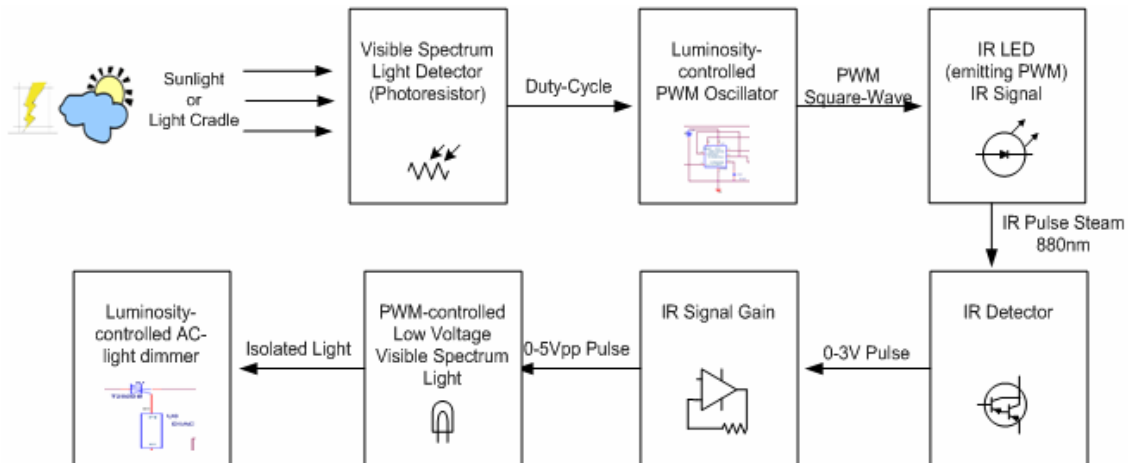 Sunlight
or
Light Cradle
Visible Spectrum
Light Detector
(Photoresistor)
Duty-Cycle
Luminosity-
controlled
PWM Oscillator
PWM
Square-Wave
IR LED
(emitting PWM)
IR Signal
IR Pulse Steam
880nm
IR Detector
0-3V Pulse
IR Signal Gain
0-5Vpp Pulse
PWM-controlled
Low Voltage
Visible Spectrum
Light
Isolated Light
Luminosity-
controlled AC-
light dimmer